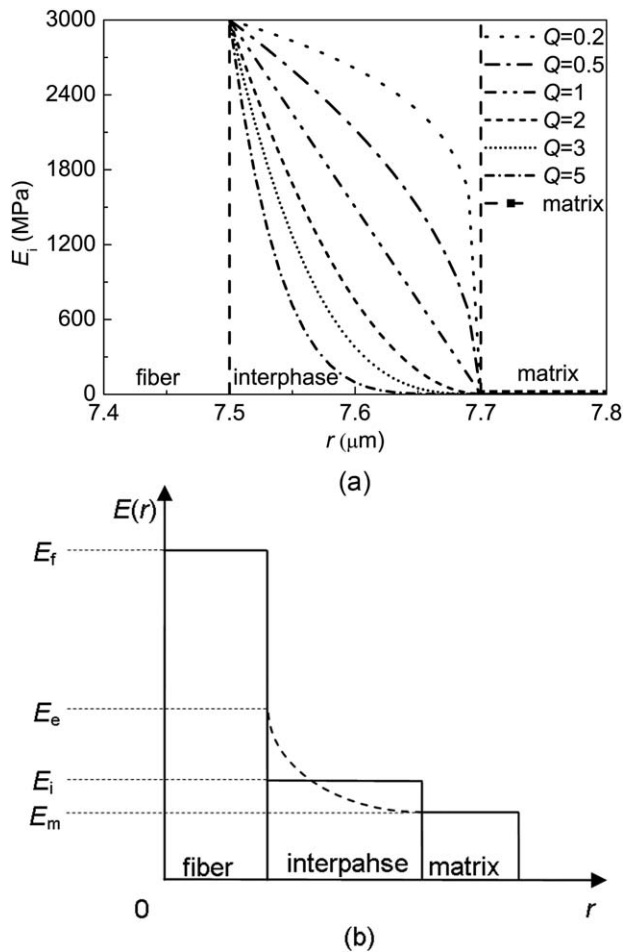 3000
2400
1800
1200
600
0
E_i (MPa)
Q=0.2
Q=0.5
Q=1
Q=2
Q=3
Q=5
matrix
fiber interphase matrix
7.4 7.5 7.6 7.7 7.8
r (μm)
(a)
E(r)
E_f
E_e
E_i
E_m
fiber interpahse matrix
0 r
(b)